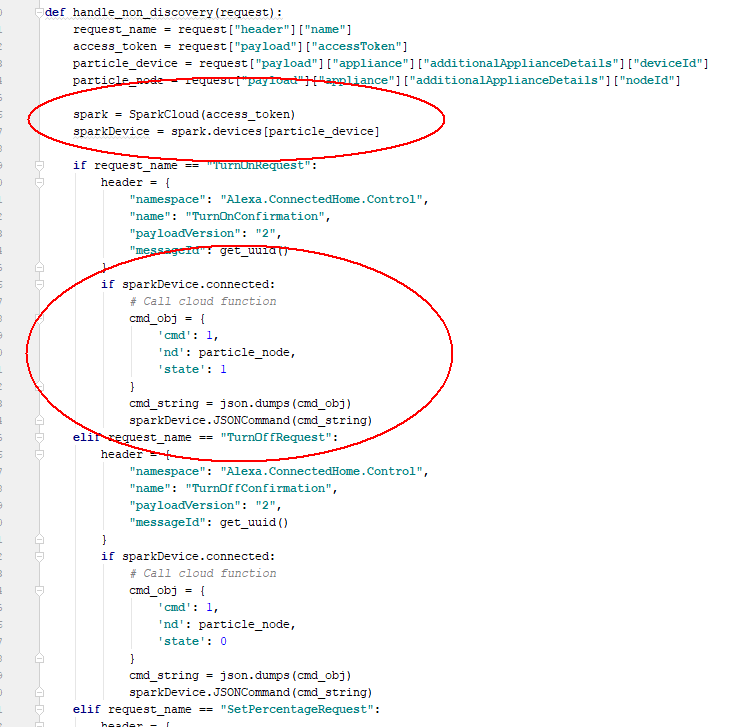 def handle_non_discovery(request):
    request_name = request["header"]["name"]
    access_token = request["payload"]["accessToken"]
    particle_device = request["payload"]["appliance"]["additionalApplianceDetails"]["deviceId"]
    particle_node = request["payload"]["appliance"]["additionalApplianceDetails"]["nodeId"]
    spark = SparkCloud(access_token)
    sparkDevice = spark.devices[particle_device]
    if request_name == "TurnOnRequest":
        header = {
            "namespace": "Alexa.ConnectedHome.Control",
            "name": "TurnOnConfirmation",
            "payloadVersion": "2",
            "messageId": get_uuid()
        }
        if sparkDevice.connected:
            # Call cloud function
            cmd_obj = {
                'cmd': 1,
                'nd': particle_node,
                'state': 1
            }
            cmd_string = json.dumps(cmd_obj)
            sparkDevice.JSONCommand(cmd_string)
    elif request_name == "TurnOffRequest":
        header = {
            "namespace": "Alexa.ConnectedHome.Control",
            "name": "TurnOffConfirmation",
            "payloadVersion": "2",
            "messageId": get_uuid()
        }
        if sparkDevice.connected:
            # Call cloud function
            cmd_obj = {
                'cmd': 1,
                'nd': particle_node,
                'state': 0
            }
            cmd_string = json.dumps(cmd_obj)
            sparkDevice.JSONCommand(cmd_string)
    elif request_name == "SetPercentageRequest":
        header = {